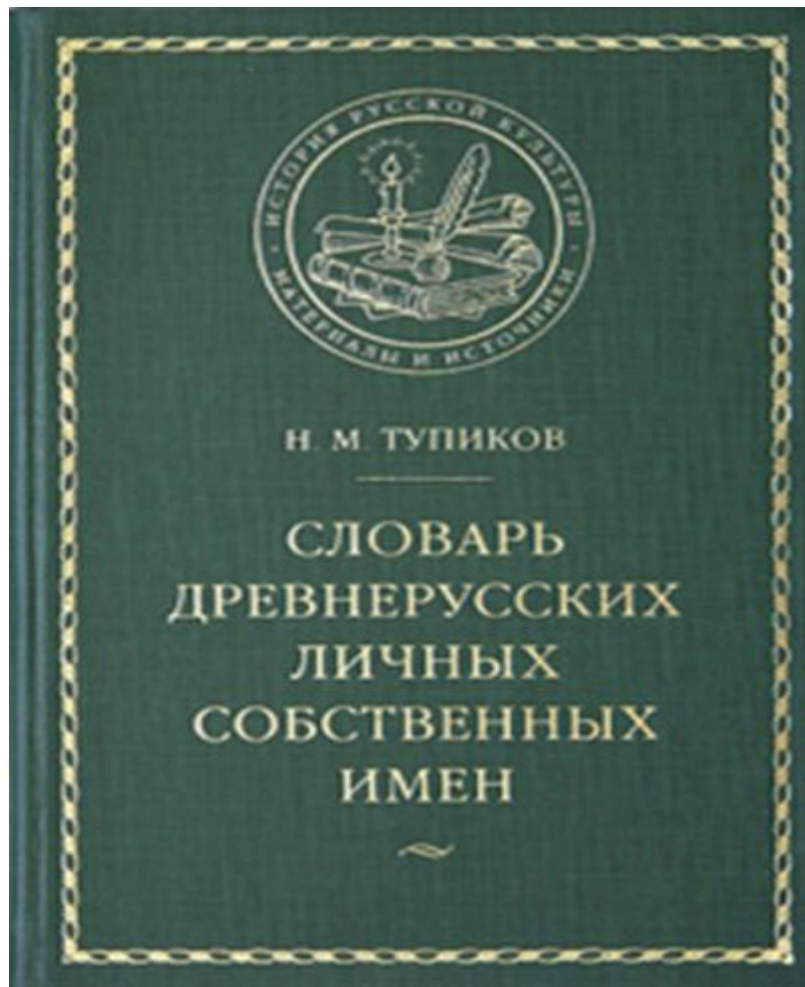 • ИСТОРИЯ РУССКОЙ КУЛЬТУРЫ •
МАТЕРИАЛЫ И ИСТОЧНИКИ
Н. М. ТУПИКОВ
СЛОВАРЬ
ДРЕВНЕРУССКИХ
ЛИЧНЫХ
СОБСТВЕННЫХ
ИМЕН